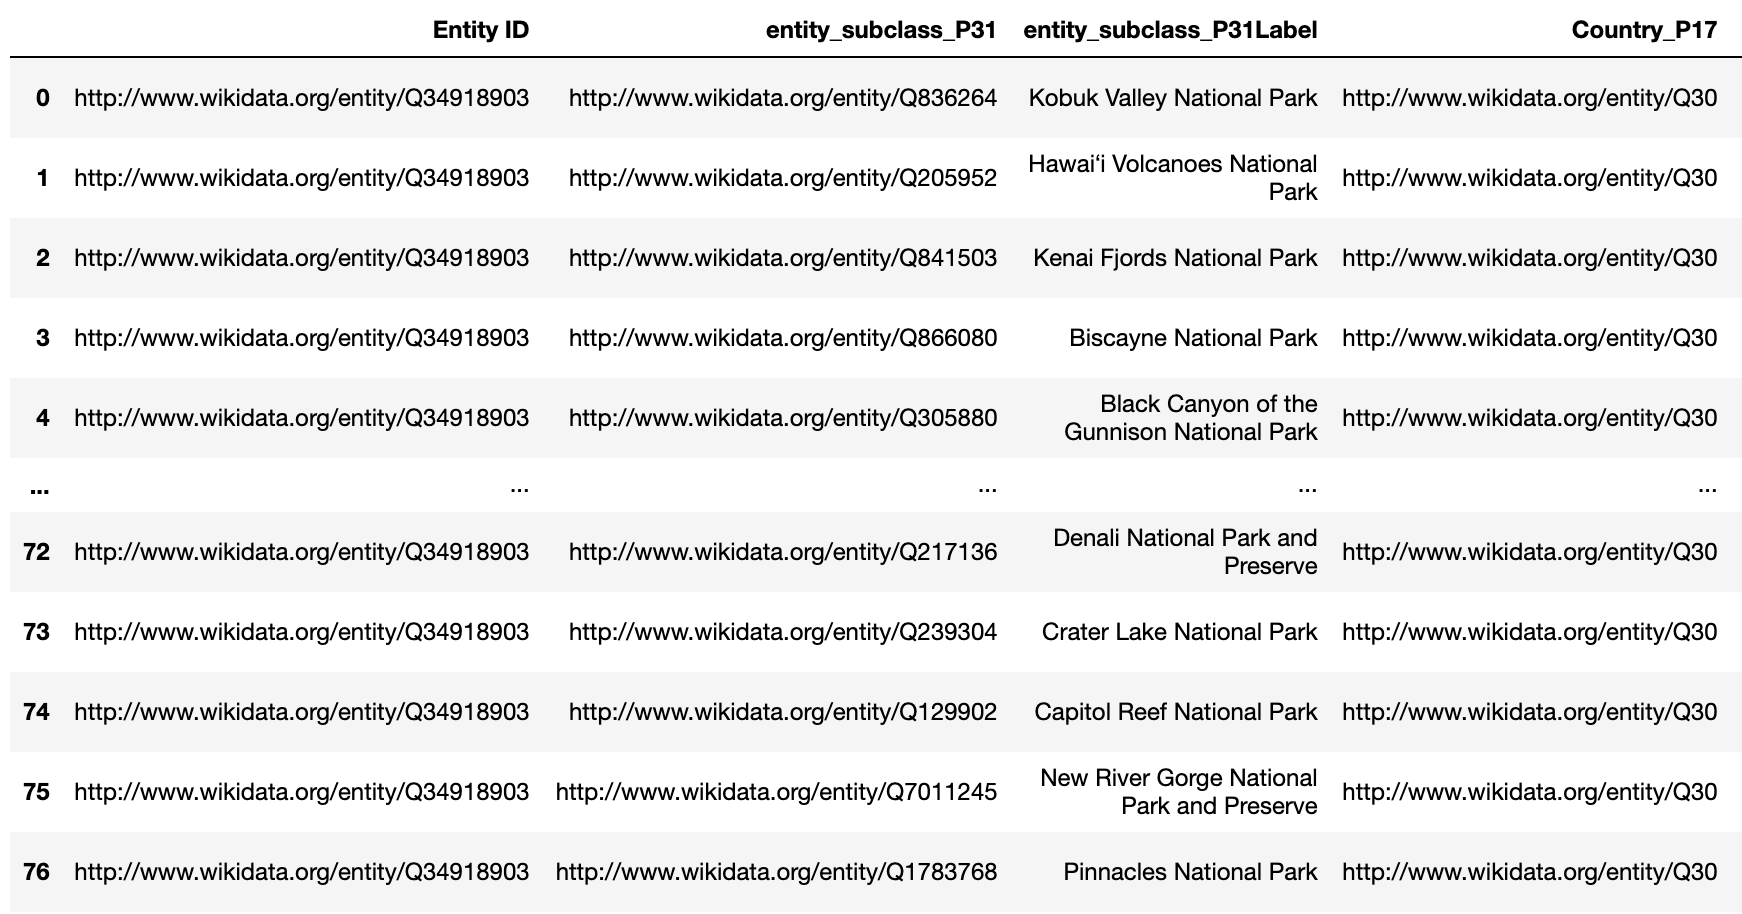 Entity ID entity_subclass_P31 entity_subclass_P31Label Country_P17
0 http://www.wikidata.org/entity/Q34918903 http://www.wikidata.org/entity/Q836264 Kobuk Valley National Park http://www.wikidata.org/entity/Q30
1 http://www.wikidata.org/entity/Q34918903 http://www.wikidata.org/entity/Q205952 Hawaiʻi Volcanoes National Park http://www.wikidata.org/entity/Q30
2 http://www.wikidata.org/entity/Q34918903 http://www.wikidata.org/entity/Q841503 Kenai Fjords National Park http://www.wikidata.org/entity/Q30
3 http://www.wikidata.org/entity/Q34918903 http://www.wikidata.org/entity/Q866080 Biscayne National Park http://www.wikidata.org/entity/Q30
4 http://www.wikidata.org/entity/Q34918903 http://www.wikidata.org/entity/Q305880 Black Canyon of the Gunnison National Park http://www.wikidata.org/entity/Q30
... ... ... ... ...
72 http://www.wikidata.org/entity/Q34918903 http://www.wikidata.org/entity/Q217136 Denali National Park and Preserve http://www.wikidata.org/entity/Q30
73 http://www.wikidata.org/entity/Q34918903 http://www.wikidata.org/entity/Q239304 Crater Lake National Park http://www.wikidata.org/entity/Q30
74 http://www.wikidata.org/entity/Q34918903 http://www.wikidata.org/entity/Q129902 Capitol Reef National Park http://www.wikidata.org/entity/Q30
75 http://www.wikidata.org/entity/Q34918903 http://www.wikidata.org/entity/Q7011245 New River Gorge National Park and Preserve http://www.wikidata.org/entity/Q30
76 http://www.wikidata.org/entity/Q34918903 http://www.wikidata.org/entity/Q1783768 Pinnacles National Park http://www.wikidata.org/entity/Q30